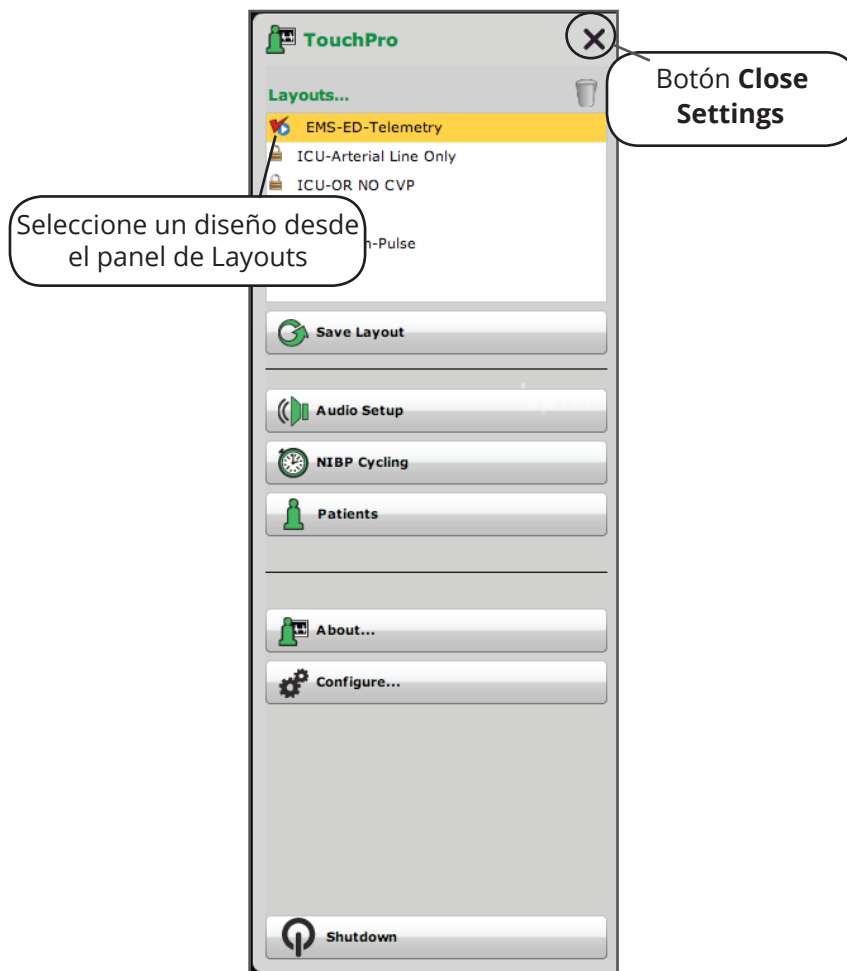 TouchPro
Botón Close
Settings
Layouts...
EMS-ED-Telemetry
ICU-Arterial Line Only
ICU-OR NO CVP
Seleccione un diseño desde
el panel de Layouts
-Pulse
Save Layout
Audio Setup
NIBP Cycling
Patients
About...
Configure...
Shutdown